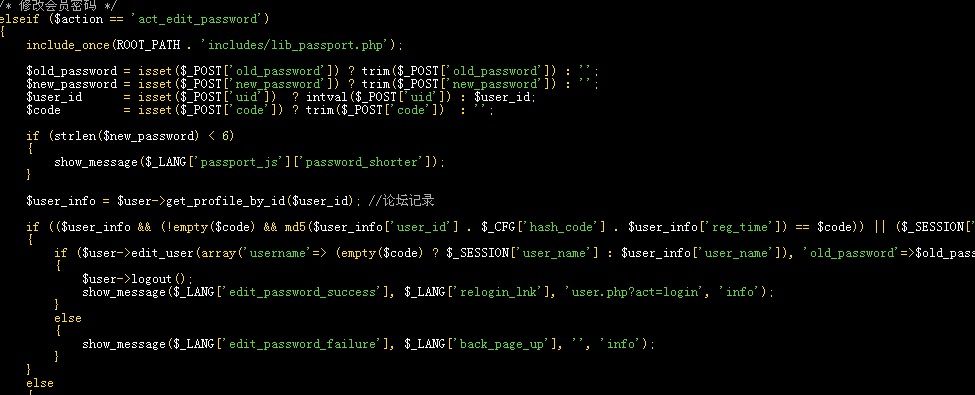 /* 修改会员密码 */
elseif ($action == 'act_edit_password')
{
    include_once(ROOT_PATH . 'includes/lib_passport.php');

    $old_password = isset($_POST['old_password']) ? trim($_POST['old_password']) : '';
    $new_password = isset($_POST['new_password']) ? trim($_POST['new_password']) : '';
    $user_id      = isset($_POST['uid'])  ? intval($_POST['uid']) : $user_id;
    $code         = isset($_POST['code']) ? trim($_POST['code'])  : '';

    if (strlen($new_password) < 6)
    {
        show_message($_LANG['passport_js']['password_shorter']);
    }

    $user_info = $user->get_profile_by_id($user_id); //论坛记录

    if (($user_info && (!empty($code) && md5($user_info['user_id'] . $_CFG['hash_code'] . $user_info['reg_time']) == $code)) || ($_SESSION['
    {
        if ($user->edit_user(array('username'=> (empty($code) ? $_SESSION['user_name'] : $user_info['user_name']), 'old_password'=>$old_pas
        {
            $user->logout();
            show_message($_LANG['edit_password_success'], $_LANG['relogin_lnk'], 'user.php?act=login', 'info');
        }
        else
        {
            show_message($_LANG['edit_password_failure'], $_LANG['back_page_up'], '', 'info');
        }
    }
    else
    {